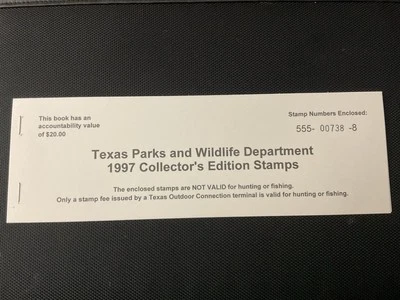 This book has an
accountability value
of $20.00
Stamp Numbers Enclosed:
555- 00738 -8
Texas Parks and Wildlife Department
1997 Collector's Edition Stamps
The enclosed stamps are NOT VALID for hunting or fishing.
Only a stamp fee issued by a Texas Outdoor Connection terminal is valid for hunting or fishing.